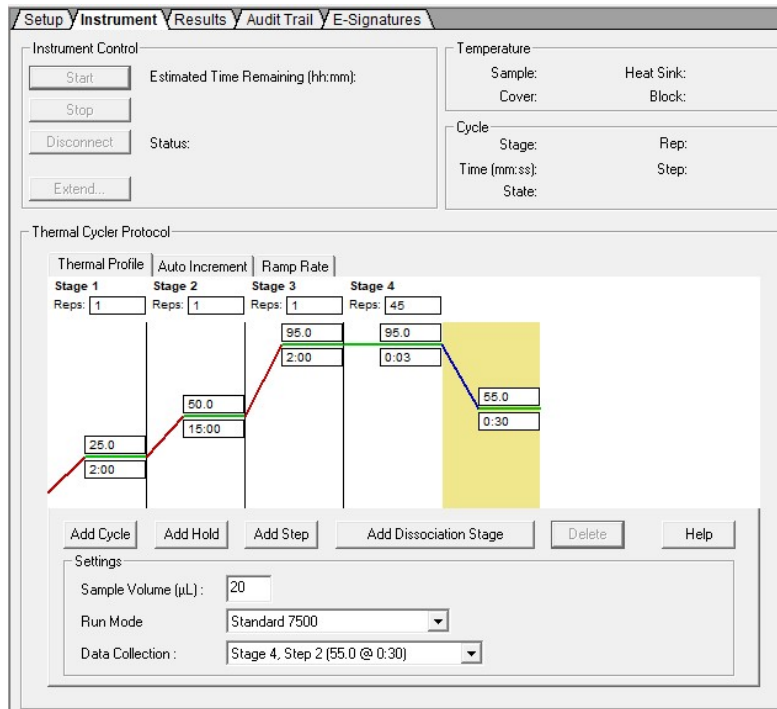 Setup Instrument Results Audit Trail E-Signatures
Instrument Control
Start Estimated Time Remaining (hh:mm):
Stop
Disconnect Status:
Extend...
Temperature
Sample: Heat Sink:
Cover: Block:
Cycle
Stage: Rep:
Time (mm:ss): Step:
State:
Thermal Cycler Protocol
Thermal Profile Auto Increment Ramp Rate
Stage 1 Stage 2 Stage 3 Stage 4
Reps: 1 Reps: 1 Reps: 1 Reps: 45
95.0 95.0
2:00 0:03
50.0 55.0
15:00 0:30
25.0
2:00
Add Cycle Add Hold Add Step Add Dissociation Stage Delete Help
Settings
Sample Volume (µL) : 20
Run Mode Standard 7500
Data Collection : Stage 4, Step 2 (55.0 @ 0:30)